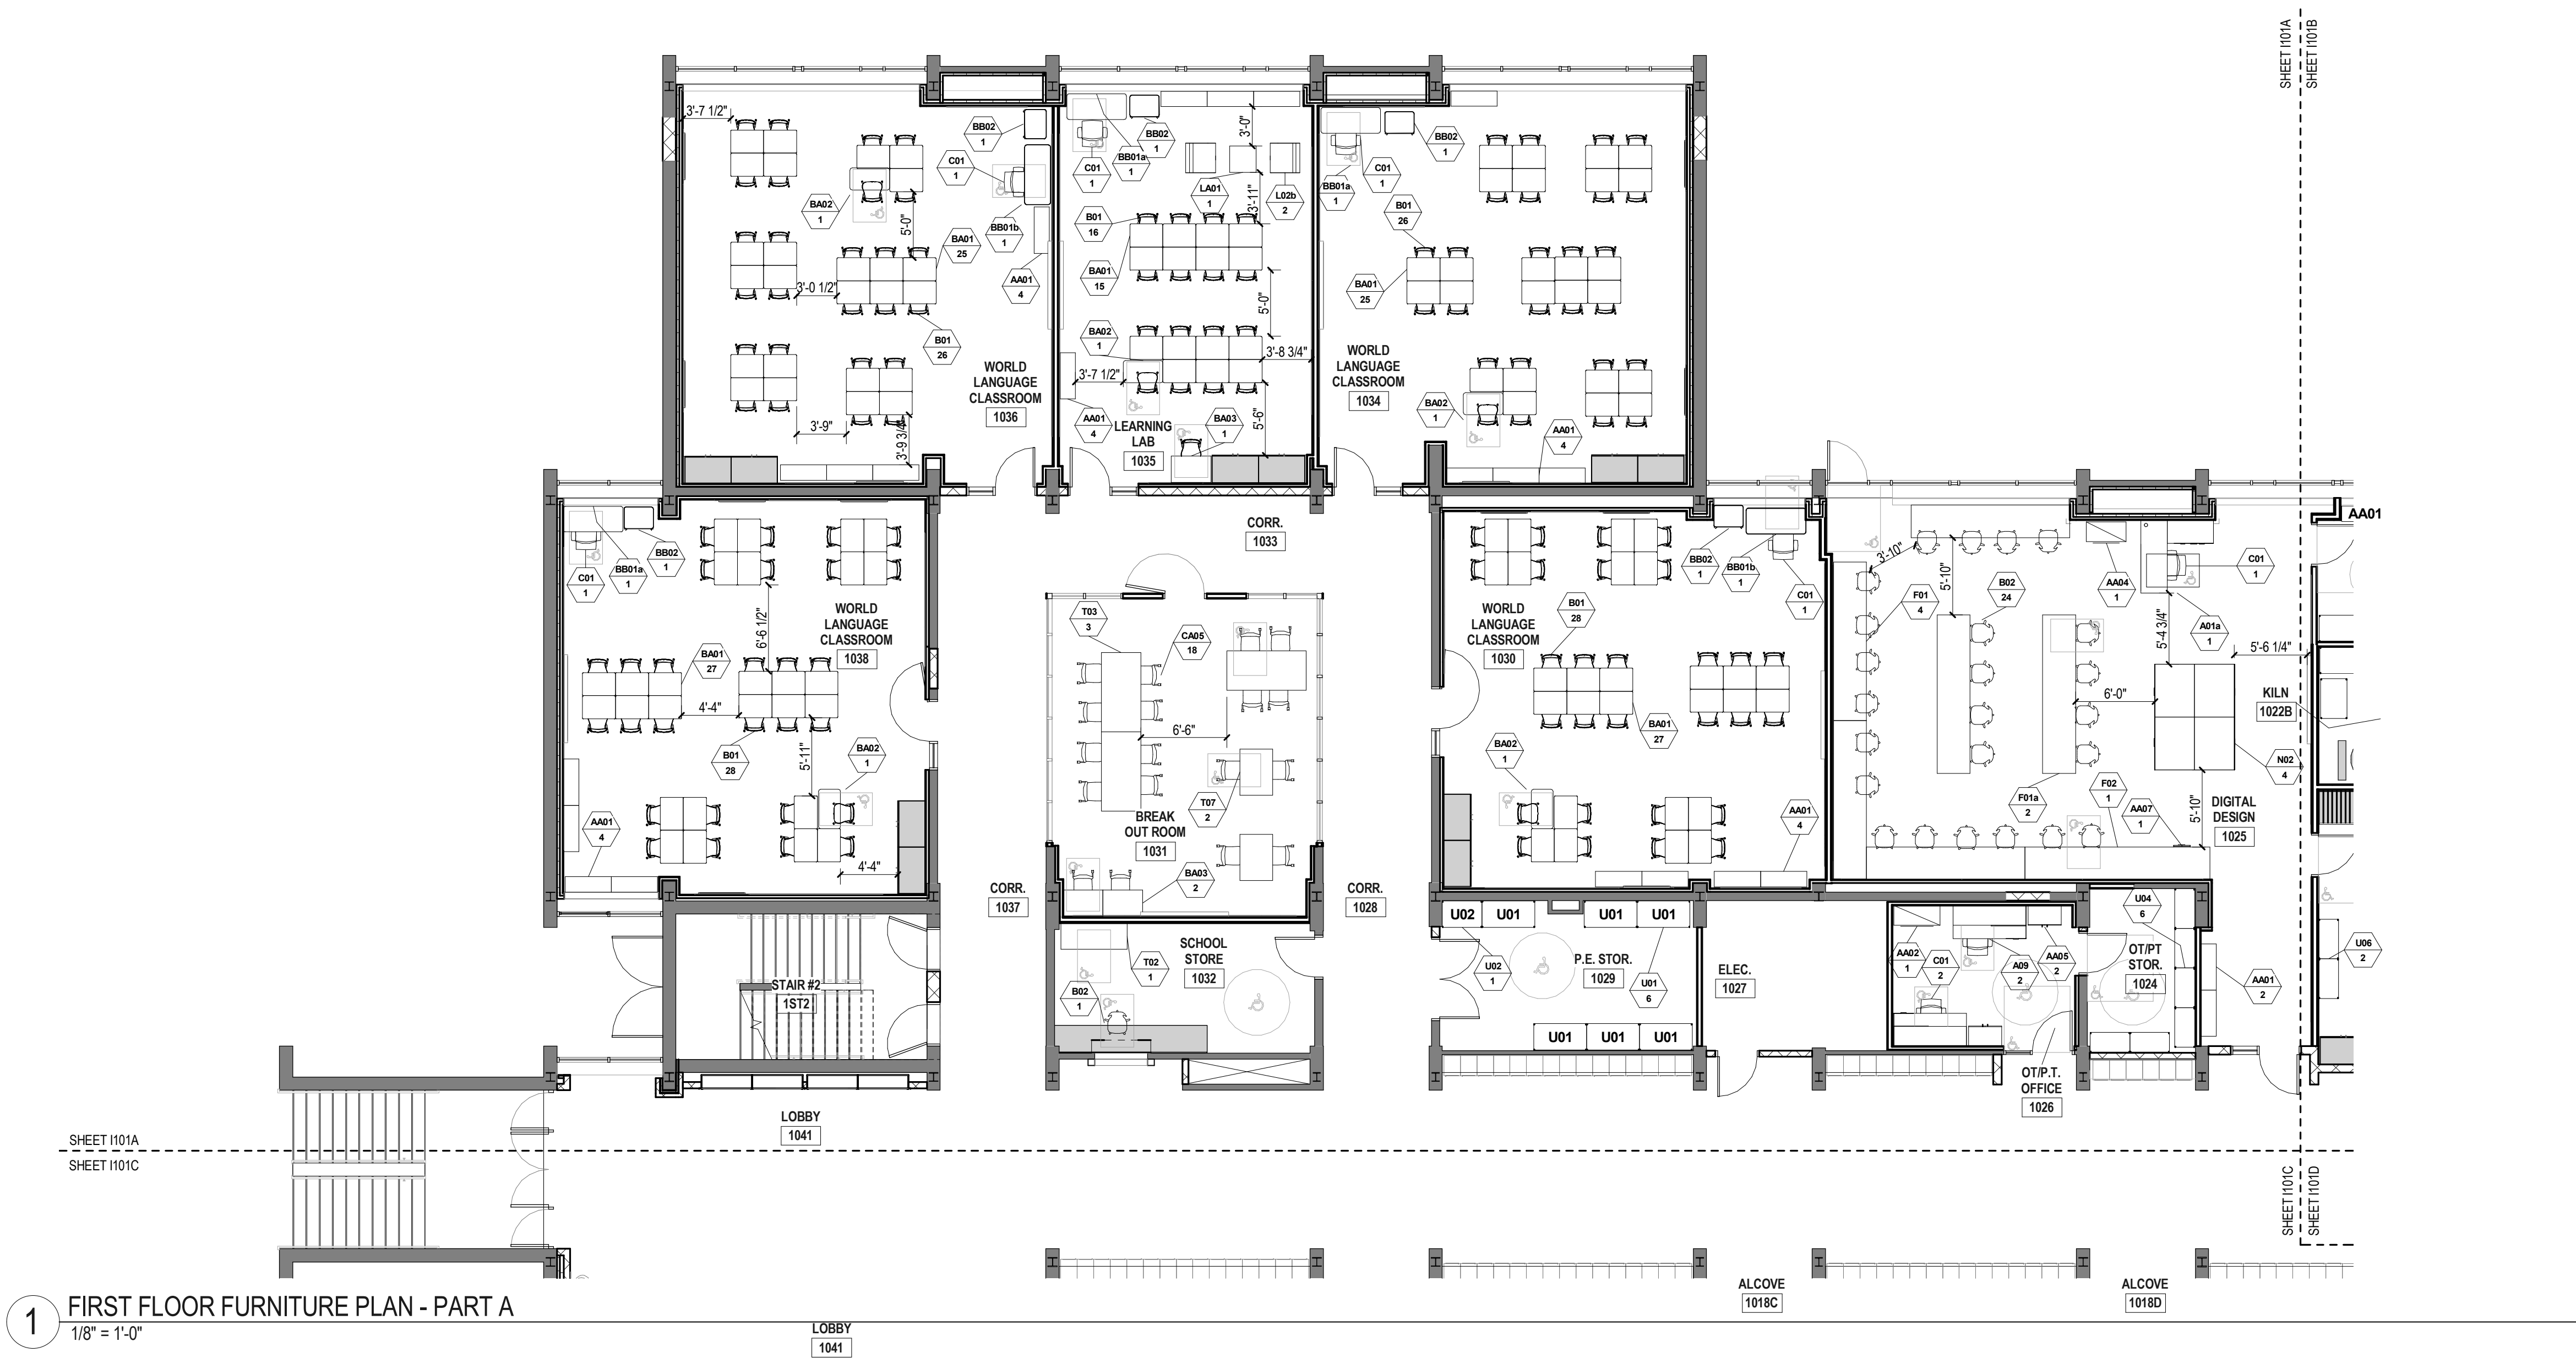 SHEET I101A
SHEET I101B
3'-7 1/2"
BB02
1
C01
1
BA02
1
5'-0"
BB01b
1
BA01
25
AA01
4
3'-0 1/2"
B01
26
WORLD
LANGUAGE
CLASSROOM
1036
3'-9"
3'-9 3/4"
BB02
1
BB01a
1
C01
1
3'-0"
LA01
1
L02b
2
3'-11"
B01
16
BA01
15
5'-0"
BA02
1
3'-8 3/4"
3'-7 1/2"
AA01
4
LEARNING
LAB
1035
BA03
1
5'-6"
BB02
1
C01
1
BB01a
1
B01
26
BA01
25
WORLD
LANGUAGE
CLASSROOM
1034
BA02
1
AA01
4
C01
1
BB01a
1
BB02
1
6'-6 1/2"
WORLD
LANGUAGE
CLASSROOM
1038
BA01
27
4'-4"
B01
28
5'-11"
BA02
1
AA01
4
4'-4"
CORR.
1033
T03
3
CA05
18
6'-6"
T07
2
BREAK
OUT ROOM
1031
BA03
2
CORR.
1037
CORR.
1028
BB02
1
BB01b
1
C01
1
WORLD
LANGUAGE
CLASSROOM
1030
B01
28
BA01
27
BA02
1
AA01
4
AA01
3'-10"
5'-10"
F01
4
B02
24
AA04
1
C01
1
5'-4 3/4"
A01a
1
5'-6 1/4"
6'-0"
KILN
1022B
N02
4
F01a
2
F02
1
AA07
1
5'-10"
DIGITAL
DESIGN
1025
STAIR #2
1ST2
T02
1
B02
1
SCHOOL
STORE
1032
U02
U01
U01
U01
U02
1
P.E. STOR.
1029
U01
6
U01
U01
U01
ELEC.
1027
AA02
1
C01
2
A09
2
AA05
2
U04
6
OT/PT
STOR.
1024
AA01
2
U06
2
OT/P.T.
OFFICE
1026
LOBBY
1041
SHEET I101A
SHEET I101C
SHEET I101C
SHEET I101D
ALCOVE
1018C
ALCOVE
1018D
1
FIRST FLOOR FURNITURE PLAN - PART A
1/8" = 1'-0"
LOBBY
1041